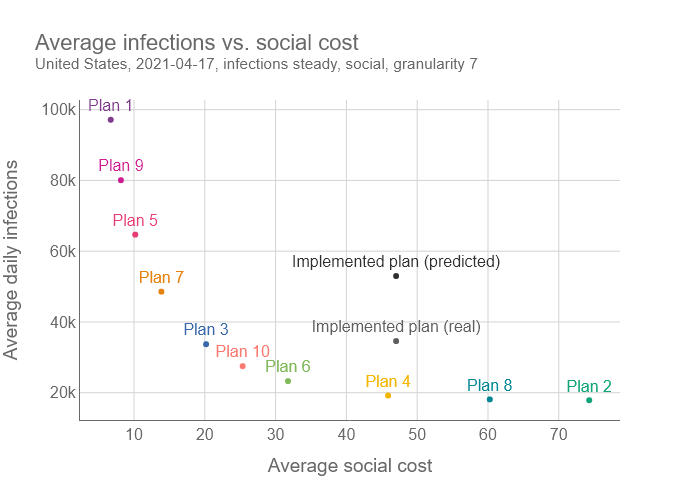 Average infections vs. social cost
United States, 2021-04-17, infections steady, social, granularity 7
Average daily infections
100k
80k
60k
40k
20k
Plan 1
Plan 9
Plan 5
Plan 7
Implemented plan (predicted)
Plan 3
Implemented plan (real)
Plan 10
Plan 6
Plan 4
Plan 8
Plan 2
10 20 30 40 50 60 70
Average social cost